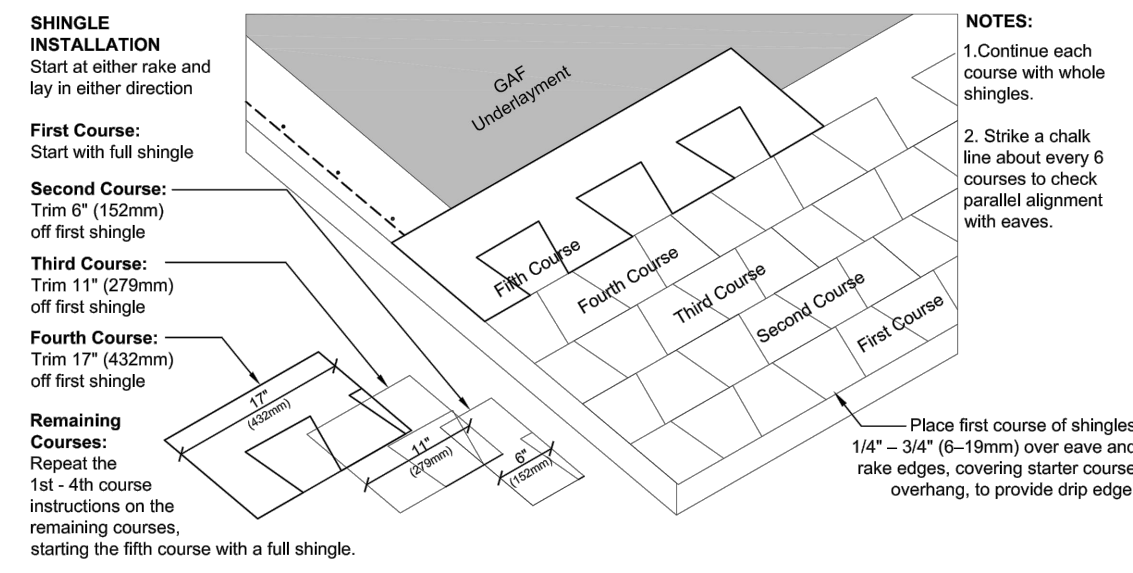 SHINGLE
INSTALLATION
Start at either rake and
lay in either direction
First Course:
Start with full shingle
Second Course:
Trim 6" (152mm)
off first shingle
Third Course:
Trim 11" (279mm)
off first shingle
Fourth Course:
Trim 17" (432mm)
off first shingle
Remaining
Courses:
Repeat the
1st - 4th course
instructions on the
remaining courses,
starting the fifth course with a full shingle.
GAF
Underlayment
Fifth Course
Fourth Course
Third Course
Second Course
First Course
17"
(432mm)
11"
(279mm)
6"
(152mm)
NOTES:
1.Continue each
course with whole
shingles.
2. Strike a chalk
line about every 6
courses to check
parallel alignment
with eaves.
Place first course of shingles
1/4" – 3/4" (6–19mm) over eave and
rake edges, covering starter course
overhang, to provide drip edge